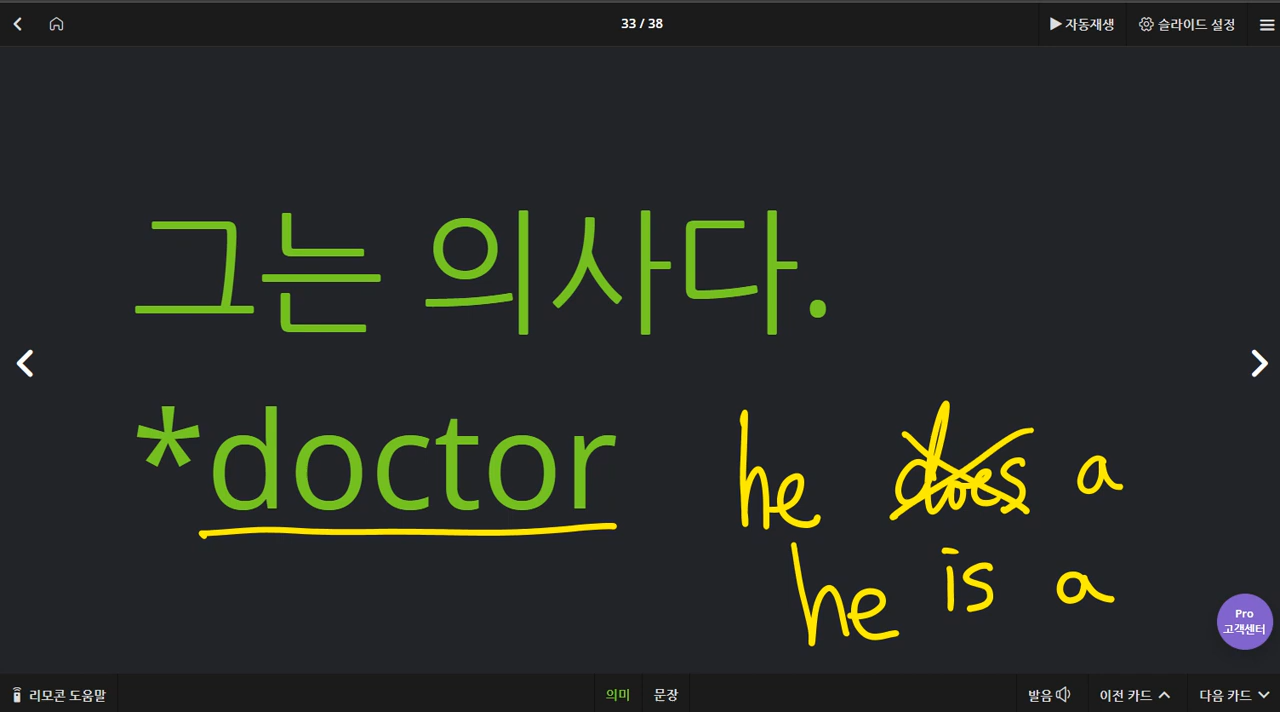 33 / 38
자동재생
슬라이드 설정
그는 의사다.
*doctor
he does a
he is a
Pro
고객센터
리모콘 도움말
의미
문장
발음
이전 카드
다음 카드